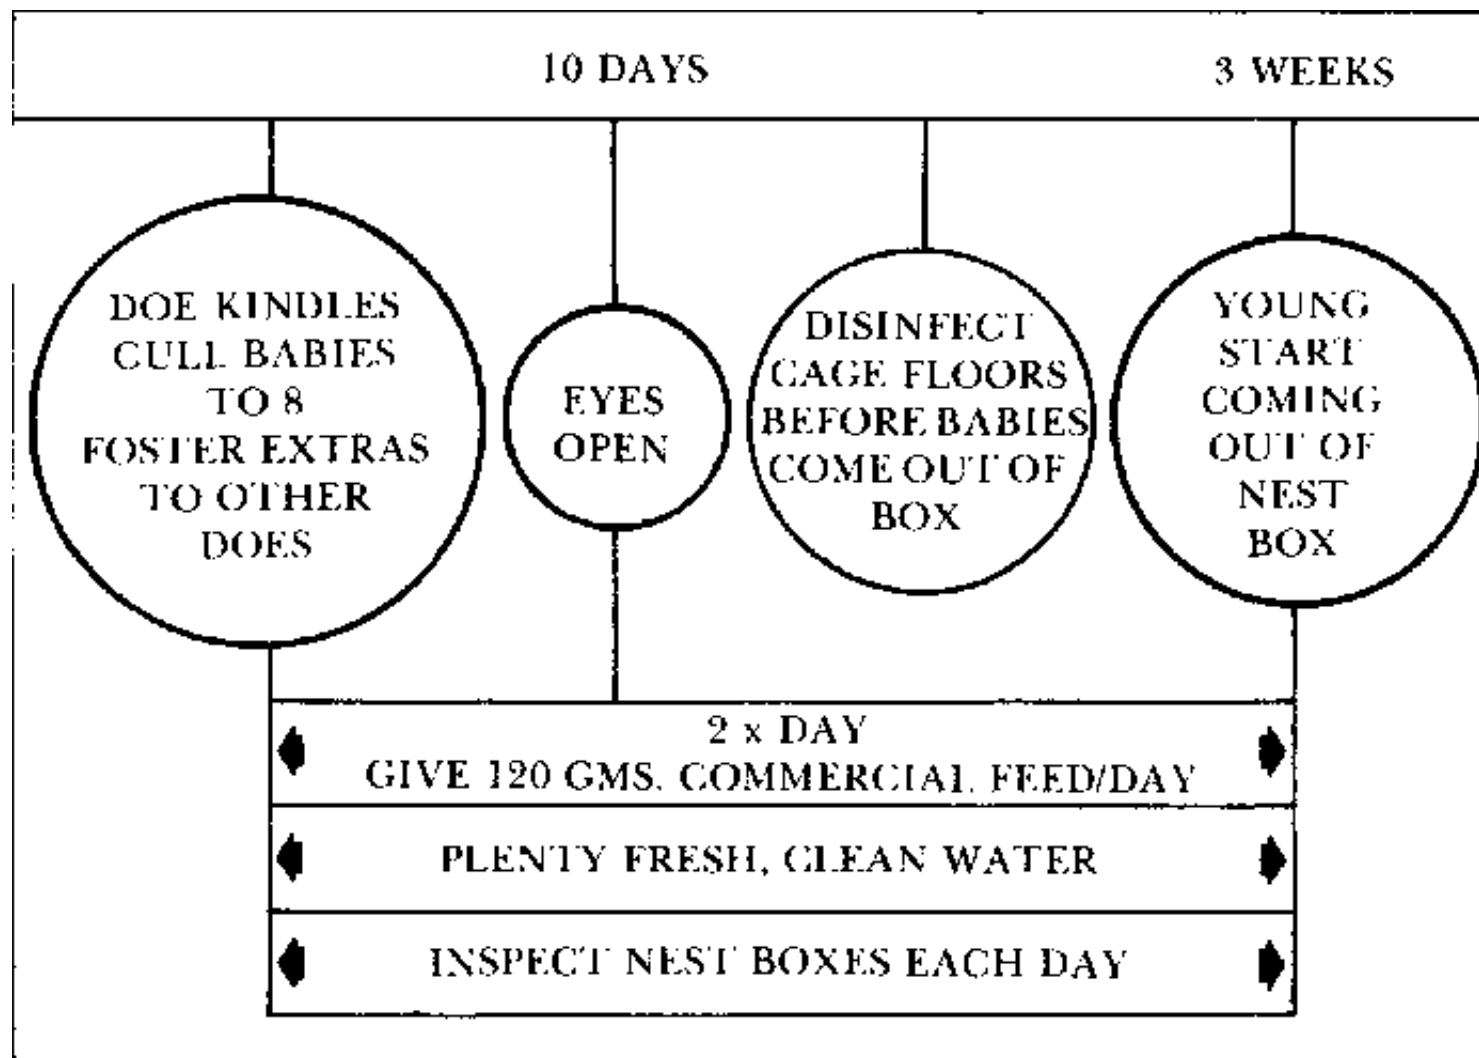 10 DAYS
3 WEEKS
DOE KINDLES
CULL BABIES
TO 8
FOSTER EXTRAS
TO OTHER
DOES
EYES
OPEN
DISINFECT
CAGE FLOORS
BEFORE BABIES
COME OUT OF
BOX
YOUNG
START
COMING
OUT OF
NEST
BOX
2 x DAY
GIVE 120 GMS. COMMERCIAL FEED/DAY
PLENTY FRESH, CLEAN WATER
INSPECT NEST BOXES EACH DAY